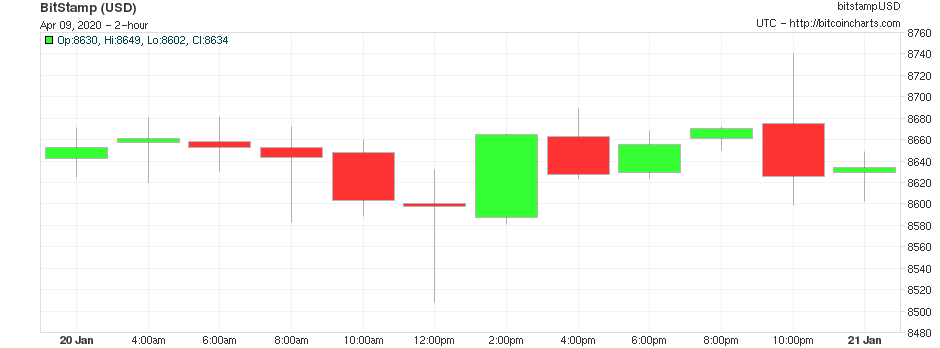 BitStamp (USD)
bitstampUSD
Apr 09, 2020 - 2-hour
UTC - http://bitcoincharts.com
Op:8630, Hi:8649, Lo:8602, Cl:8634
8760
8740
8720
8700
8680
8660
8640
8620
8600
8580
8560
8540
8520
8500
8480
20 Jan 4:00am 6:00am 8:00am 10:00am 12:00pm 2:00pm 4:00pm 6:00pm 8:00pm 10:00pm 21 Jan